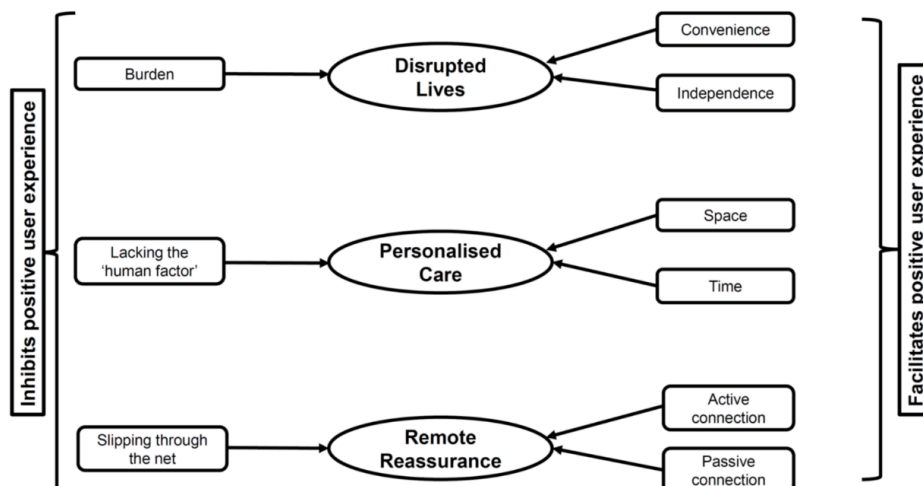 Inhibits positive user experience
Burden
Disrupted
Lives
Convenience
Independence
Lacking the
‘human factor’
Personalised
Care
Space
Time
Slipping through
the net
Remote
Reassurance
Active
connection
Passive
connection
Facilitates positive user experience